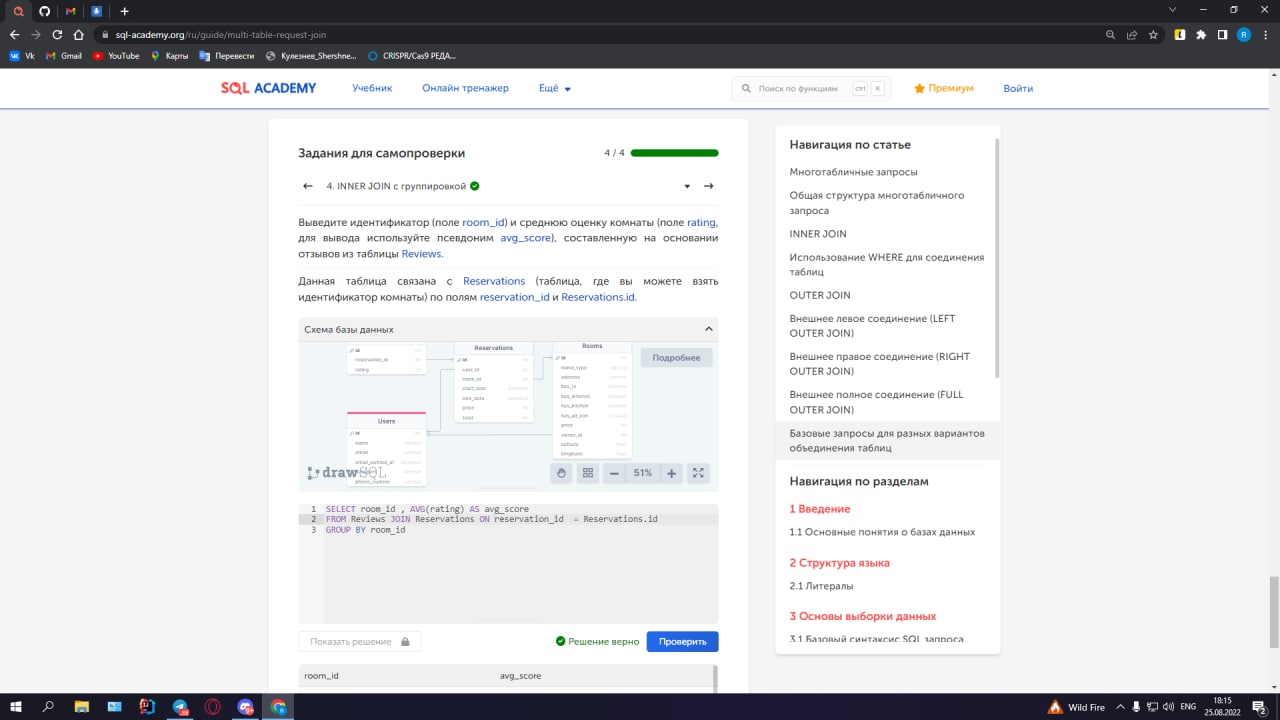 sql-academy.org/ru/guide/multi-table-request-join
Vk
Gmail
YouTube
Карты
Перевести
Кулезнев_Shershne...
CRISPR/Cas9 РЕДА...
SQL ACADEMY
Учебник
Онлайн тренажер
Ещё
Поиск по функциям
ctrl
K
Премиум
Войти
Задания для самопроверки
4 / 4
4. INNER JOIN с группировкой
Выведите идентификатор (поле room_id) и среднюю оценку комнаты (поле rating,
для вывода используйте псевдоним avg_score), составленную на основании
отзывов из таблицы Reviews.
Данная таблица связана с Reservations (таблица, где вы можете взять
идентификатор комнаты) по полям reservation_id и Reservations.id.
Схема базы данных
Подробнее
id
reservation_id
rating
Reservations
id
user_id
room_id
start_date
end_date
price
total
Rooms
id
home_type
address
has_tv
has_internet
has_kitchen
has_air_con
price
owner_id
latitude
longitude
Users
id
name
email
email_verified_at
phone_number
drawSQL
51%
1 SELECT room_id , AVG(rating) AS avg_score
2 FROM Reviews JOIN Reservations ON reservation_id  = Reservations.id
3 GROUP BY room_id
Показать решение
Решение верно
Проверить
room_id
avg_score
Навигация по статье
Многотабличные запросы
Общая структура многотабличного
запроса
INNER JOIN
Использование WHERE для соединения
таблиц
OUTER JOIN
Внешнее левое соединение (LEFT
OUTER JOIN)
Внешнее правое соединение (RIGHT
OUTER JOIN)
Внешнее полное соединение (FULL
OUTER JOIN)
Базовые запросы для разных вариантов
объединения таблиц
Навигация по разделам
1 Введение
1.1 Основные понятия о базах данных
2 Структура языка
2.1 Литералы
3 Основы выборки данных
3.1 Базовый синтаксис SQL запроса
Wild Fire
ENG
18:15
25.08.2022